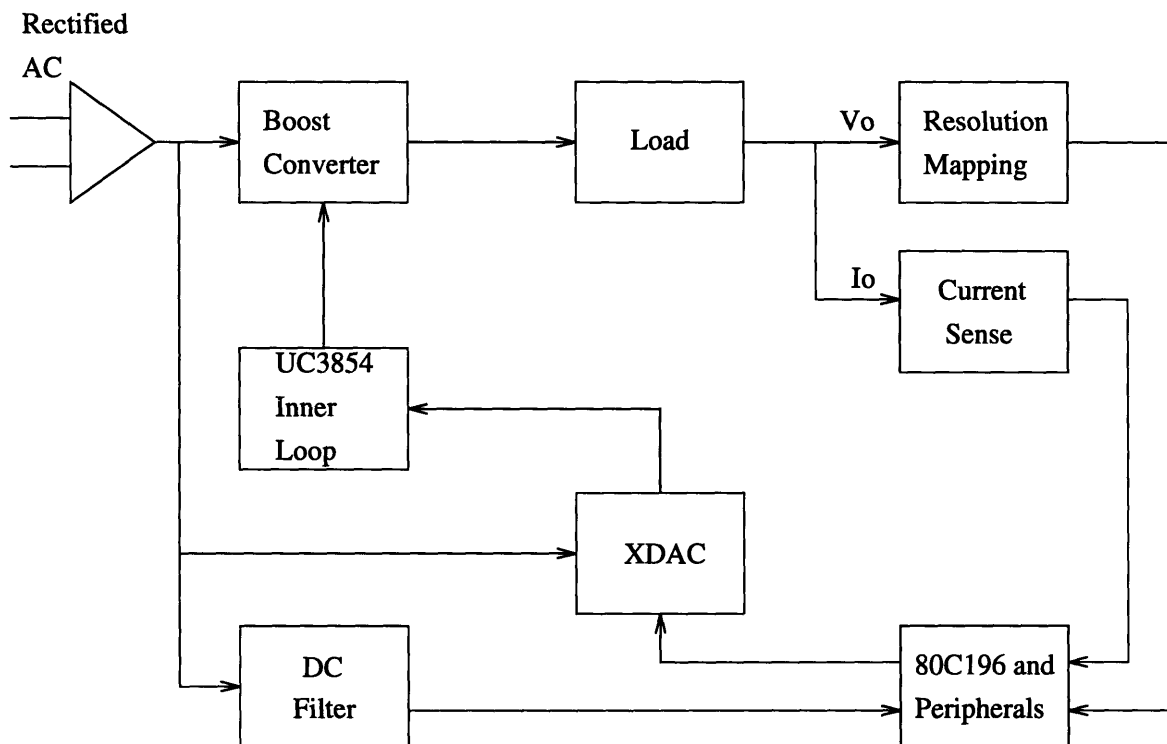 Rectified
AC
Boost
Converter
Load
Vo
Resolution
Mapping
Io
Current
Sense
UC3854
Inner
Loop
XDAC
DC
Filter
80C196 and
Peripherals